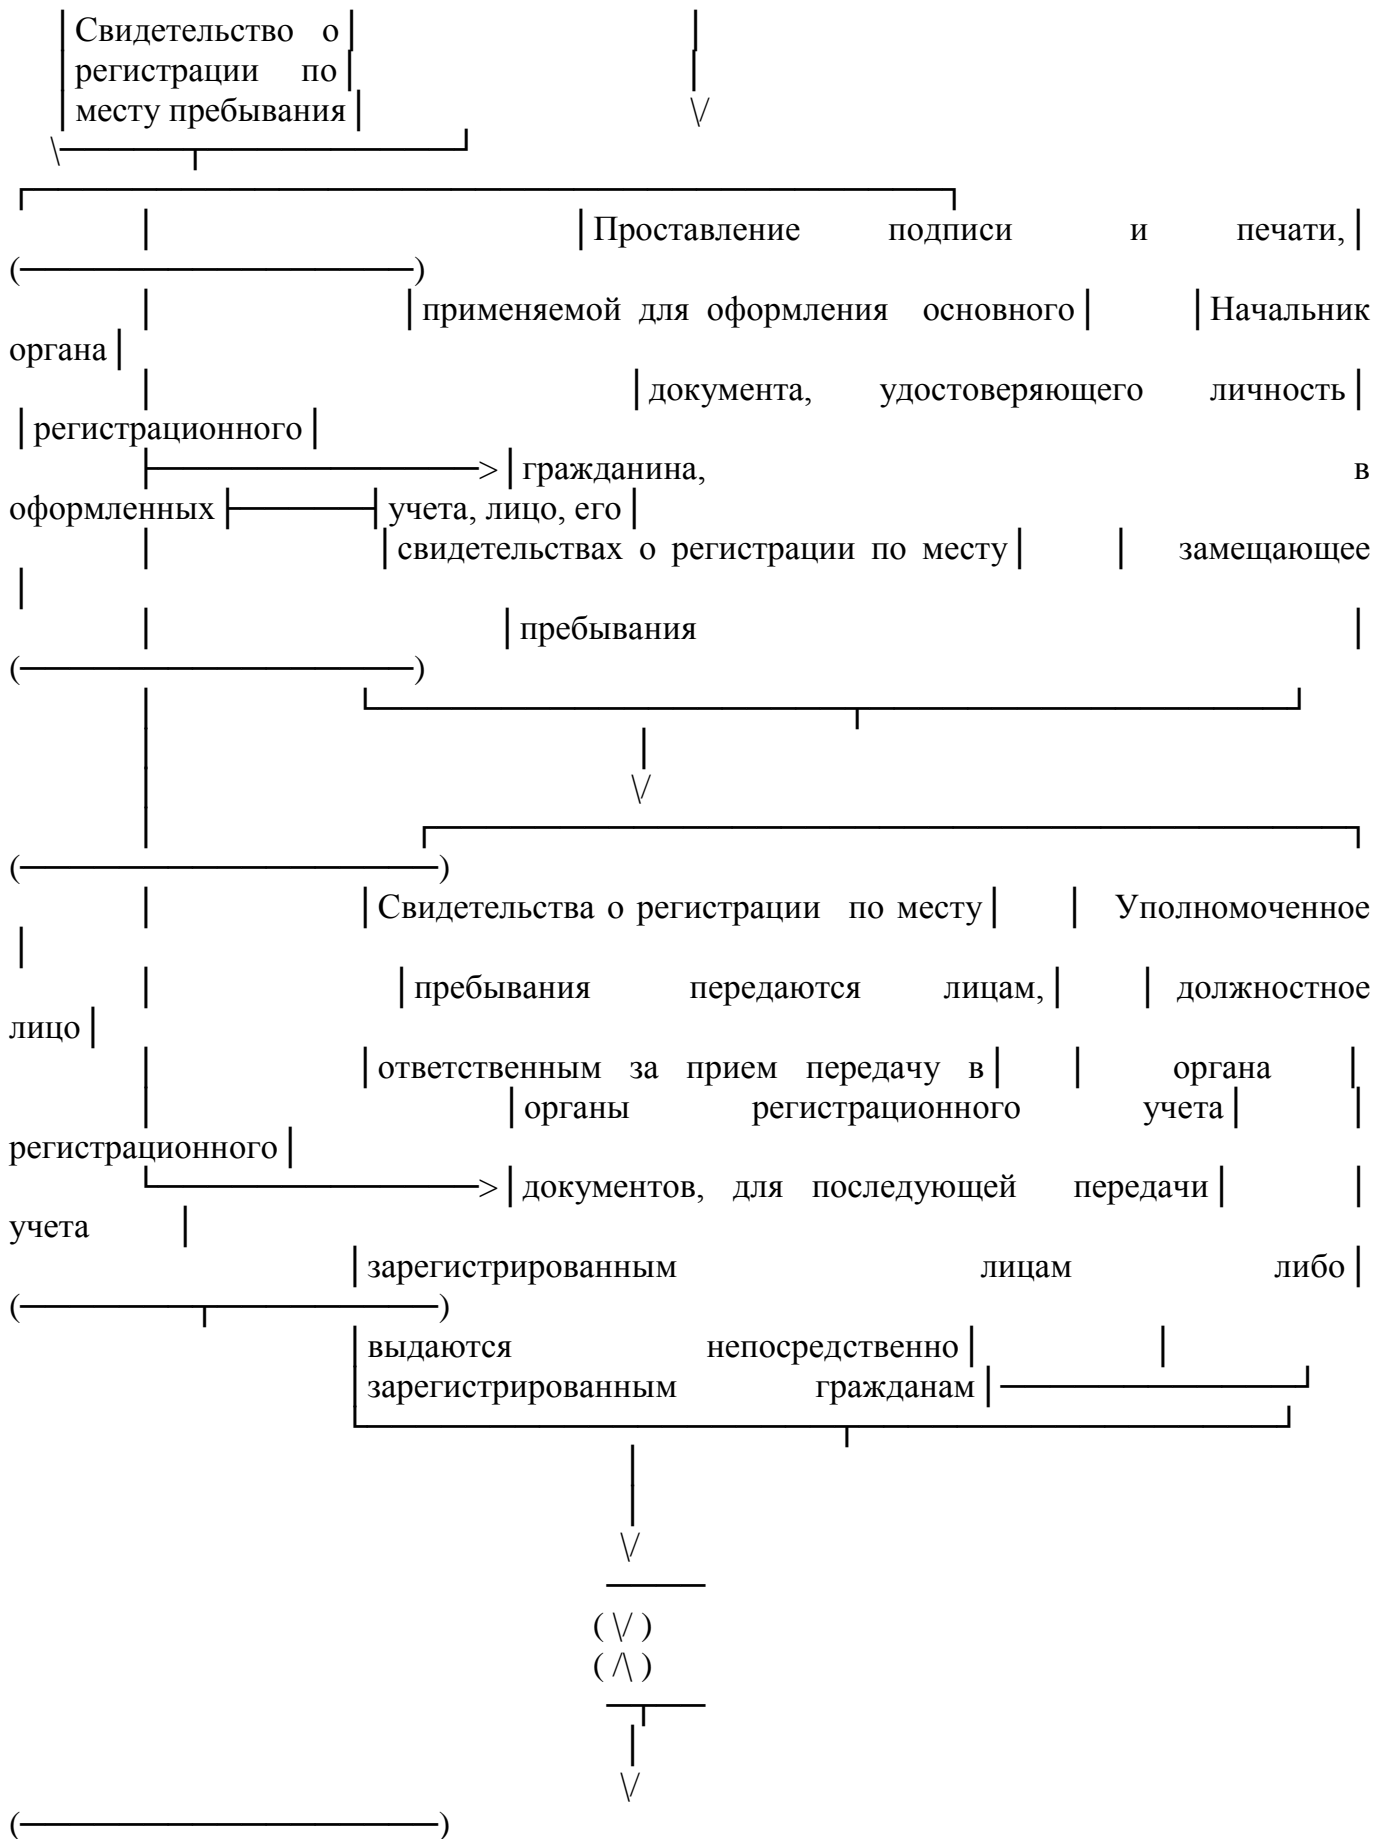 Свидетельство о
регистрации по
месту пребывания
Проставление подписи и печати,
применяемой для оформления основного Начальник
органа
документа, удостоверяющего личность
регистрационного
гражданина, в
оформленных учета, лицо, его
свидетельствах о регистрации по месту замещающее
пребывания
Свидетельства о регистрации по месту Уполномоченное
пребывания передаются лицам, должностное
лицо
ответственным за прием передачу в органа
органы регистрационного учета
регистрационного
документов, для последующей передачи
учета
зарегистрированным лицам либо
выдаются непосредственно
зарегистрированным гражданам